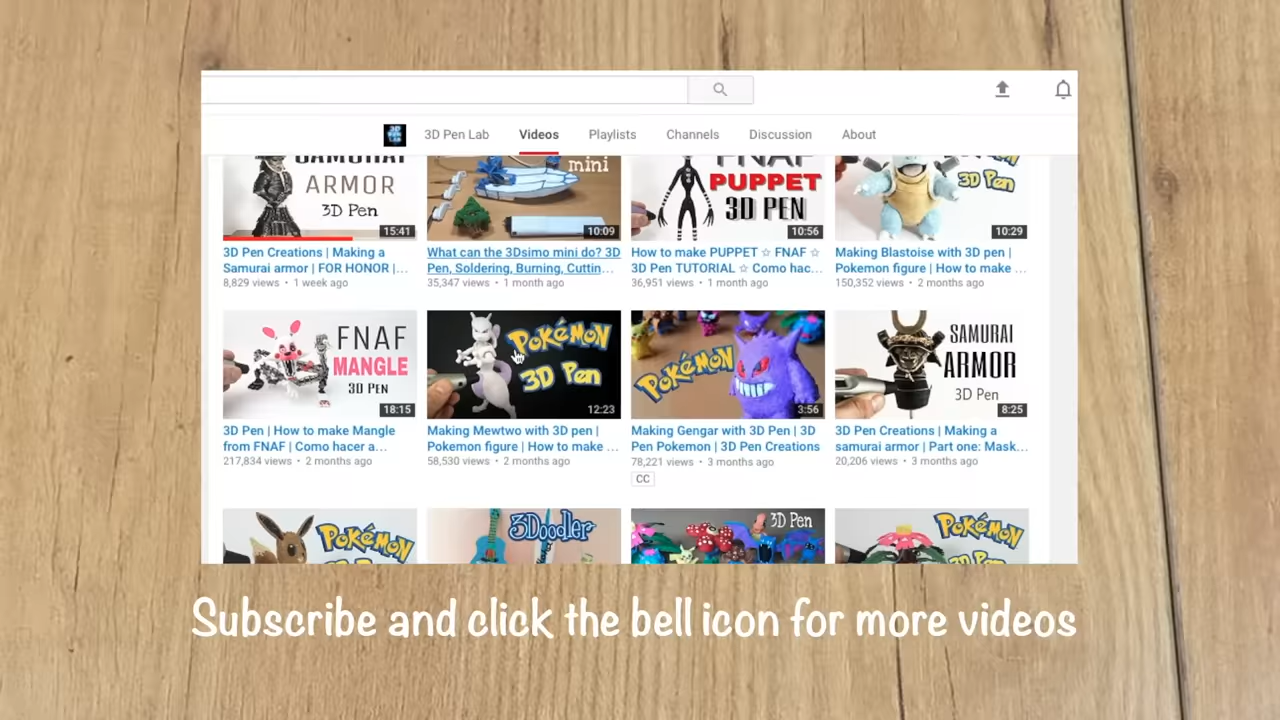 3D Pen Lab
Videos
Playlists
Channels
Discussion
About
SAMURAI
ARMOR
3D Pen
15:41
mini
10:09
FNAF
PUPPET
3D PEN
10:56
3D Pen
10:29
3D Pen Creations | Making a
Samurai armor | FOR HONOR |...
8,829 views • 1 week ago
What can the 3Dsimo mini do? 3D
Pen, Soldering, Burning, Cuttin...
35,347 views • 1 month ago
How to make PUPPET ☆ FNAF ☆
3D Pen TUTORIAL ☆ Como hac...
36,951 views • 1 month ago
Making Blastoise with 3D pen |
Pokemon figure | How to make ...
150,352 views • 2 months ago
FNAF
MANGLE
3D PEN
18:15
POKéMON
3D Pen
12:23
POKéMON
3:56
SAMURAI
ARMOR
3D Pen
8:25
3D Pen | How to make Mangle
from FNAF | Como hacer a...
217,834 views • 2 months ago
Making Mewtwo with 3D pen |
Pokemon figure | How to make ...
58,530 views • 2 months ago
Making Gengar with 3D Pen | 3D
Pen Pokemon | 3D Pen Creations
78,221 views • 3 months ago
CC
3D Pen Creations | Making a
samurai armor | Part one: Mask...
20,206 views • 3 months ago
POKéMON
3Doodler
3D Pen
POKéMON
Subscribe and click the bell icon for more videos